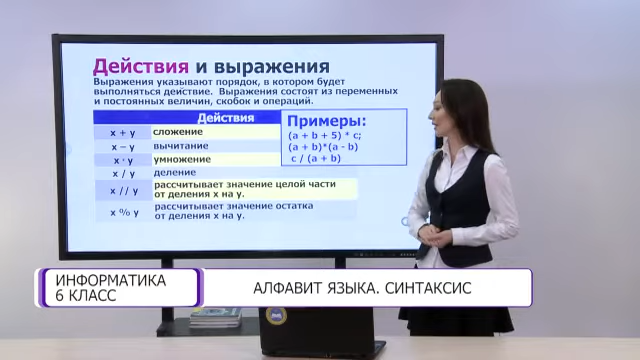 Действия и выражения
Выражения указывают порядок, в котором будет
выполняться действие. Выражения состоят из переменных
и постоянных величин, скобок и операций.
Действия
x + y сложение
x – y вычитание
x · y умножение
x / y деление
x // y рассчитывает значение целой части
от деления x на y.
x % y рассчитывает значение остатка
от деления x на y.
Примеры:
(a + b + 5) * c;
(a + b)*(a - b)
c / (a + b)
ИНФОРМАТИКА
6 КЛАСС
АЛФАВИТ ЯЗЫКА. СИНТАКСИС